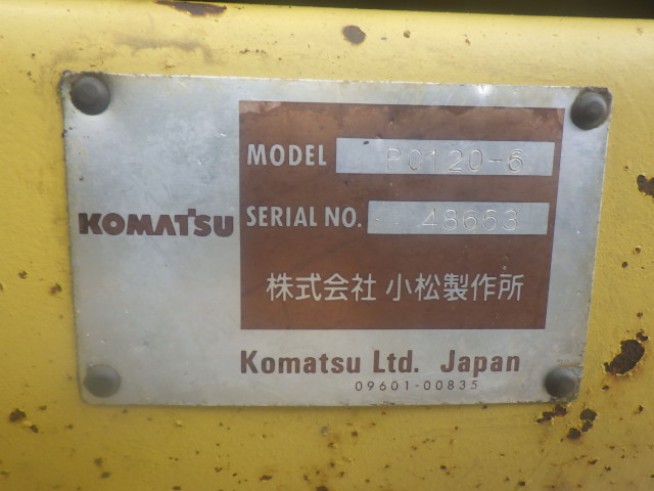 MODEL PC120-6
KOMATSU
SERIAL NO. 48653
株式会社 小松製作所
Komatsu Ltd. Japan
09601-00835